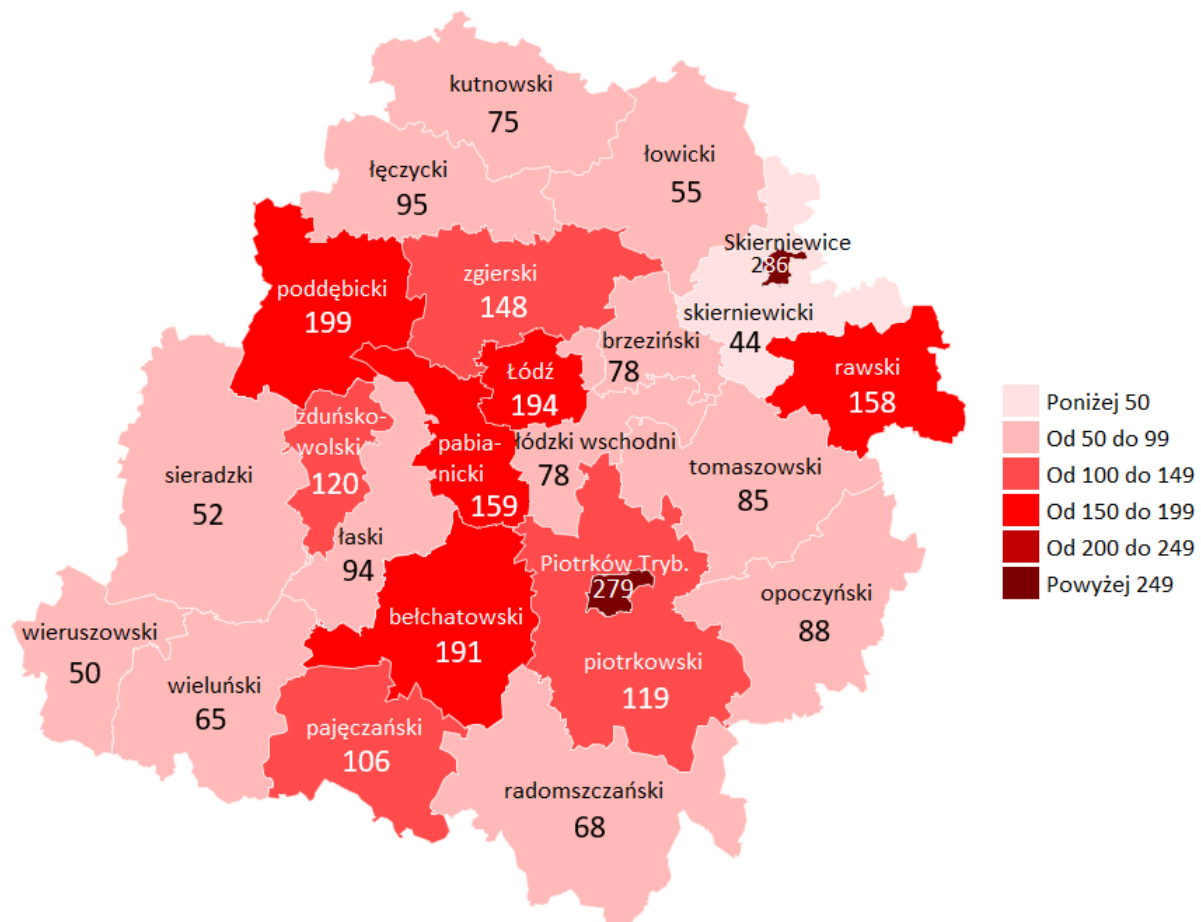 kutnowski
75
łowicki
55
łęczycki
95
Skierniewice
286
zgierski
148
poddębicki
199
skierniewicki
44
brzeziński
78
rawski
158
Łódź
194
zduńsko-
wolski
120
pabia-
nicki
159
łódzki wschodni
78
tomaszowski
85
sieradzki
52
łaski
94
Piotrków Tryb.
279
opoczyński
88
bełchatowski
191
wieruszowski
50
piotrkowski
119
wieluński
65
pajęczański
106
radomszczański
68
Poniżej 50
Od 50 do 99
Od 100 do 149
Od 150 do 199
Od 200 do 249
Powyżej 249